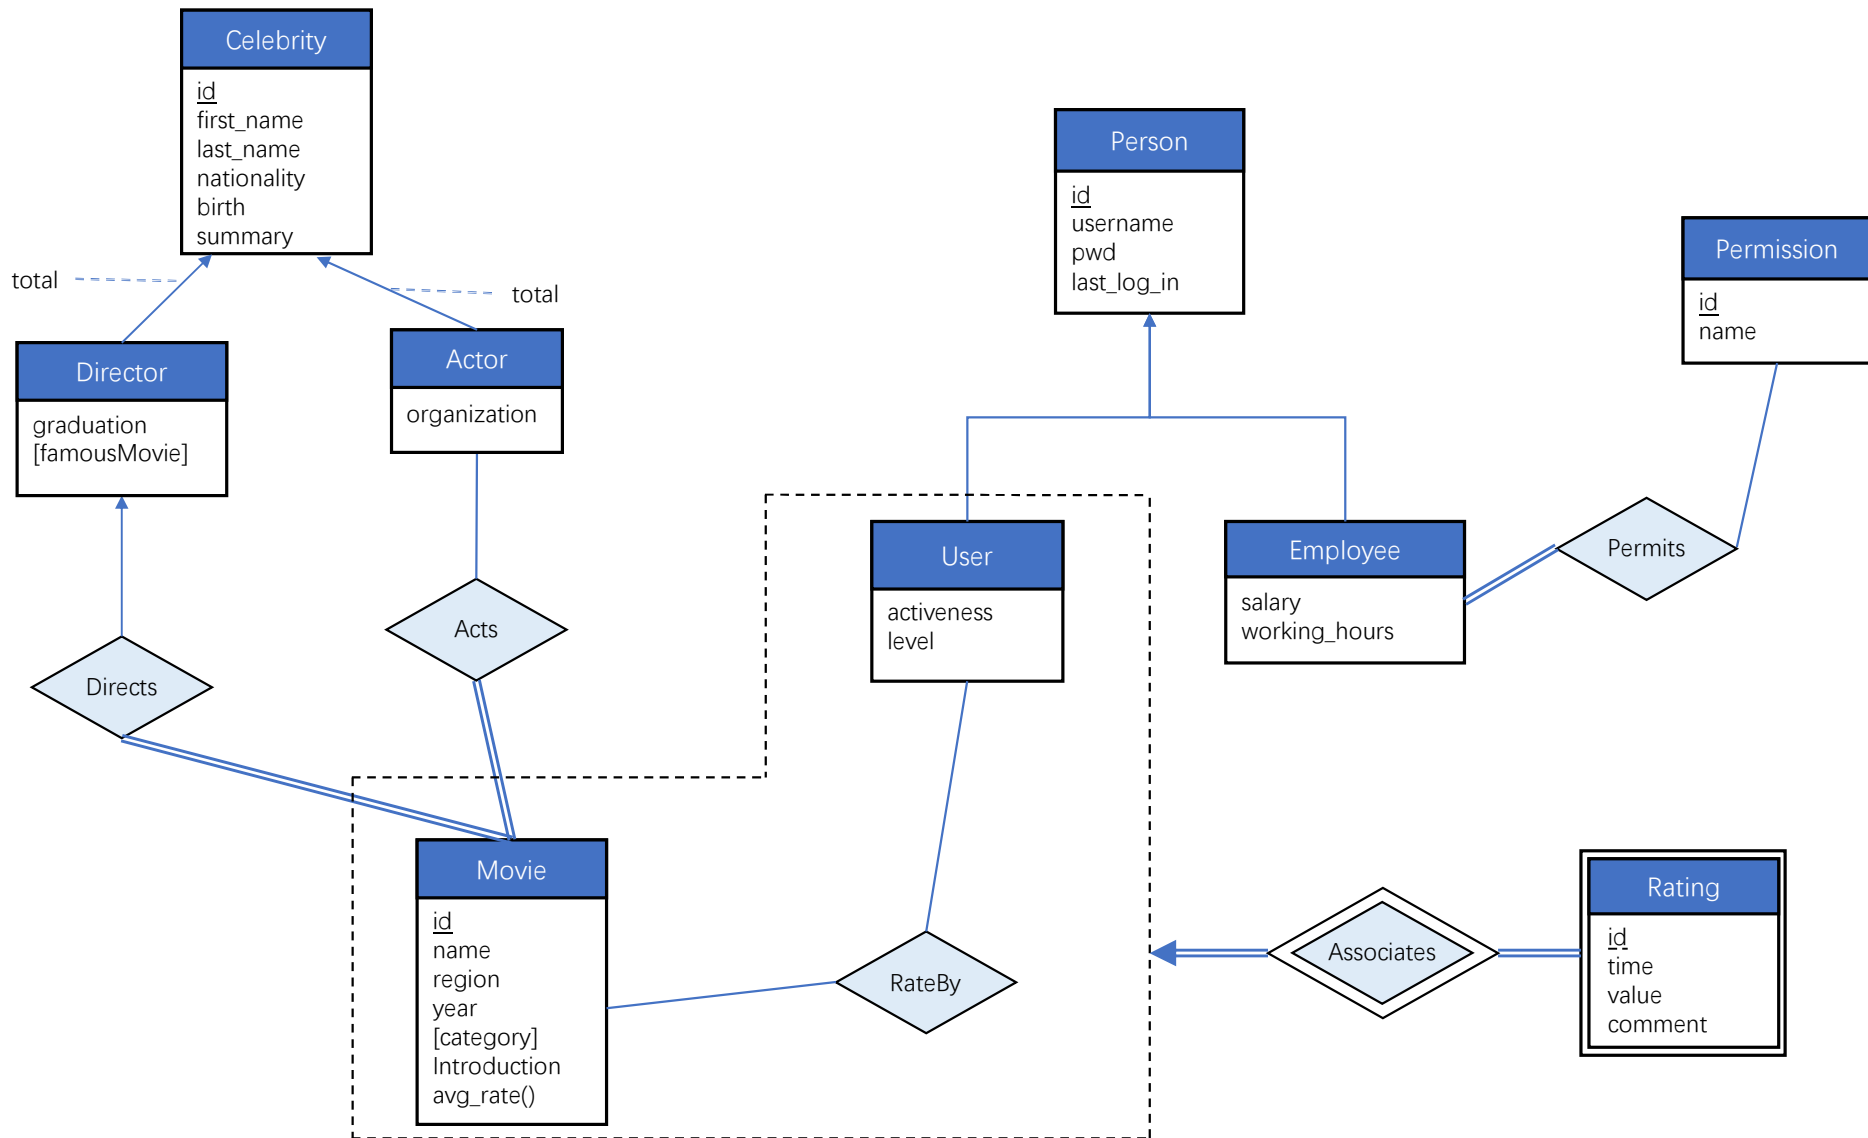 Celebrity
id
first_name
last_name
nationality
birth
summary
total
total
Director
graduation
[famousMovie]
Actor
organization
Person
id
username
pwd
last_log_in
Permission
id
name
User
activeness
level
Employee
salary
working_hours
Permits
Acts
Directs
Movie
id
name
region
year
[category]
Introduction
avg_rate()
RateBy
Associates
Rating
id
time
value
comment